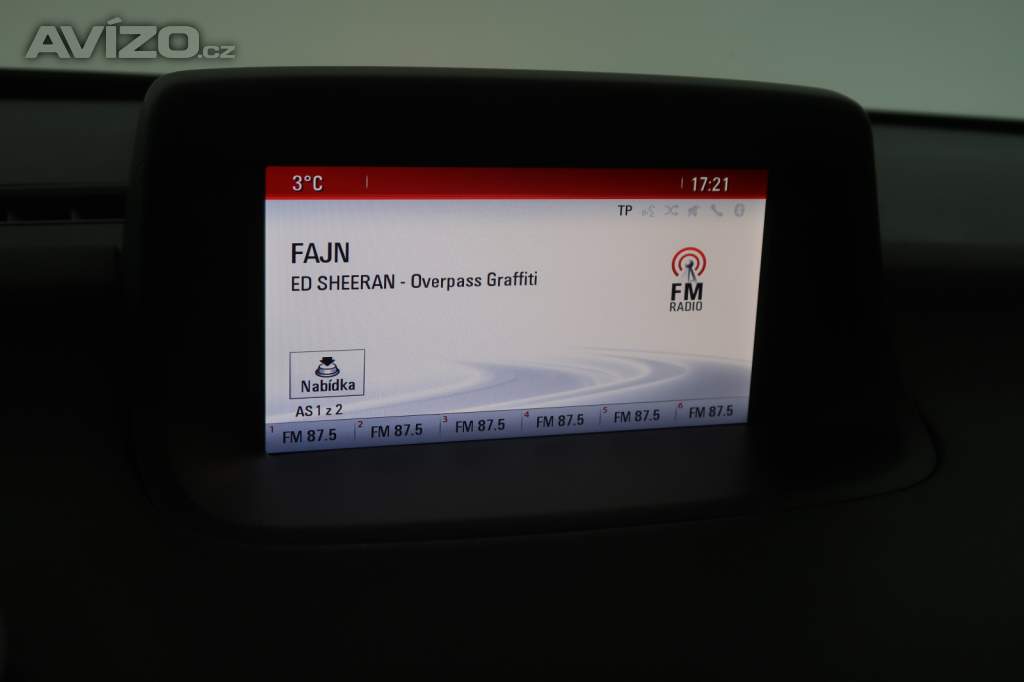 AVÍZO.cz
3°C 17:21
TP
FAJN
ED SHEERAN - Overpass Graffiti
FM
RADIO
Nabídka
AS 1 z 2
1 FM 87.5 2 FM 87.5 3 FM 87.5 4 FM 87.5 5 FM 87.5 6 FM 87.5